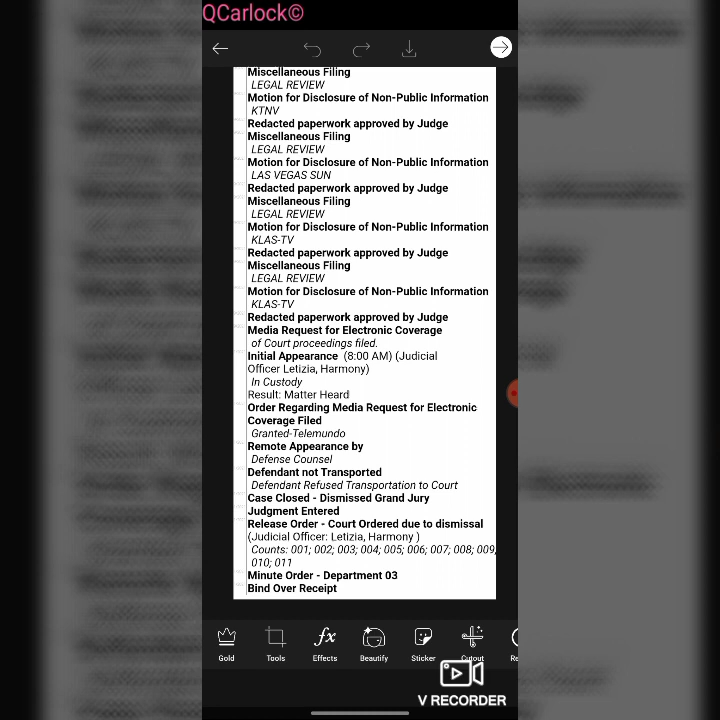 QCarlock©
Miscellaneous Filing
LEGAL REVIEW
Motion for Disclosure of Non-Public Information
KTNV
Redacted paperwork approved by Judge
Miscellaneous Filing
LEGAL REVIEW
Motion for Disclosure of Non-Public Information
LAS VEGAS SUN
Redacted paperwork approved by Judge
Miscellaneous Filing
LEGAL REVIEW
Motion for Disclosure of Non-Public Information
KLAS-TV
Redacted paperwork approved by Judge
Miscellaneous Filing
LEGAL REVIEW
Motion for Disclosure of Non-Public Information
KLAS-TV
Redacted paperwork approved by Judge
Media Request for Electronic Coverage
of Court proceedings filed.
Initial Appearance (8:00 AM) (Judicial
Officer Letizia, Harmony)
In Custody
Result: Matter Heard
Order Regarding Media Request for Electronic
Coverage Filed
Granted-Telemundo
Remote Appearance by
Defense Counsel
Defendant not Transported
Defendant Refused Transportation to Court
Case Closed - Dismissed Grand Jury
Judgment Entered
Release Order - Court Ordered due to dismissal
(Judicial Officer: Letizia, Harmony )
Counts: 001; 002; 003; 004; 005; 006; 007; 008; 009,
010; 011
Minute Order - Department 03
Bind Over Receipt
Gold Tools Effects Beautify Sticker Cutout Re
V RECORDER